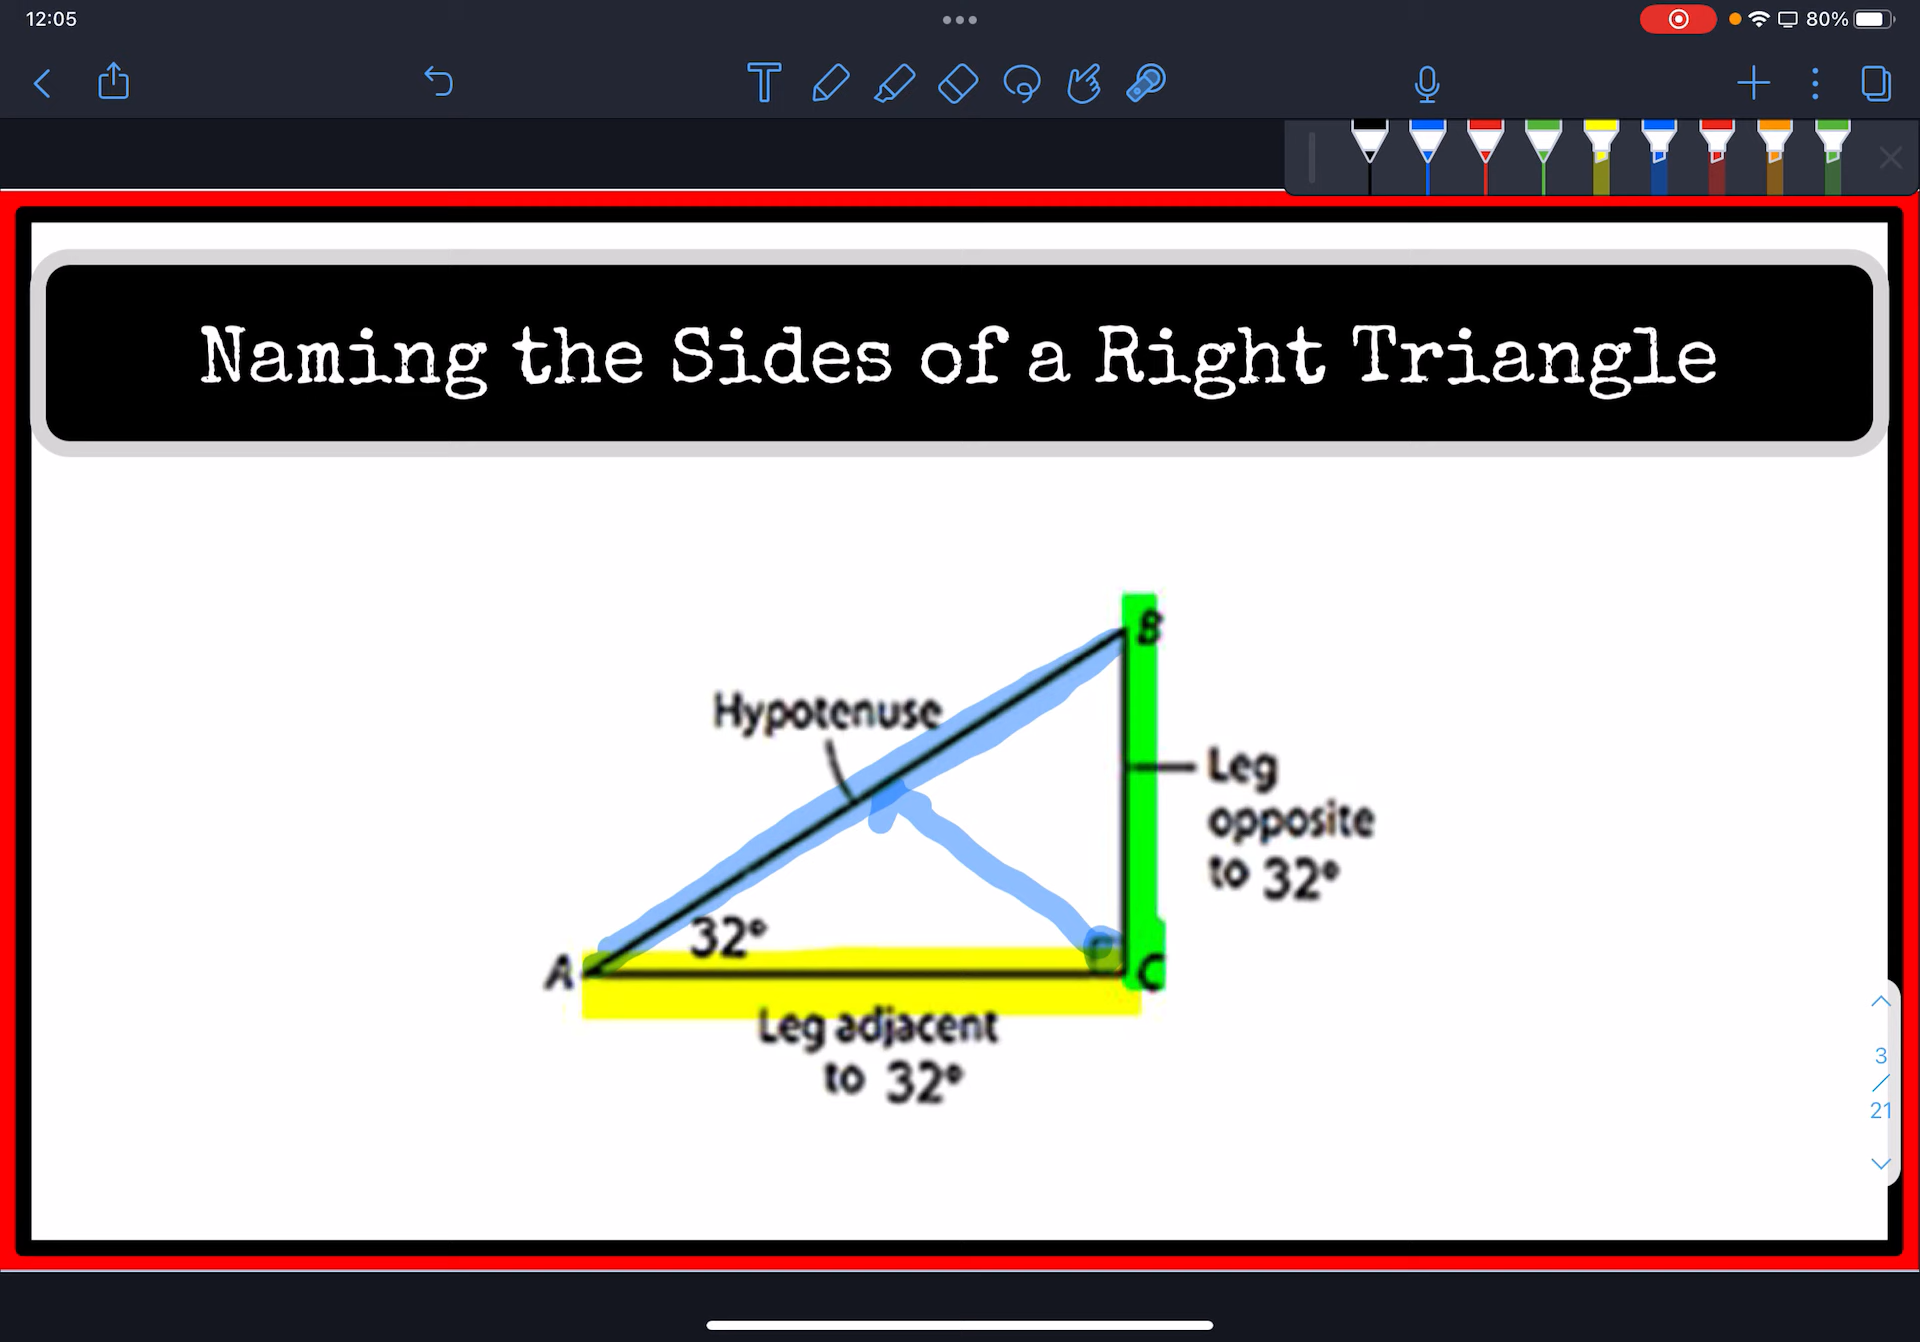 12:05
80%
T
Naming the Sides of a Right Triangle
B
Hypotenuse
Leg
opposite
to 32°
32°
A
C
Leg adjacent
to 32°
3
/
21